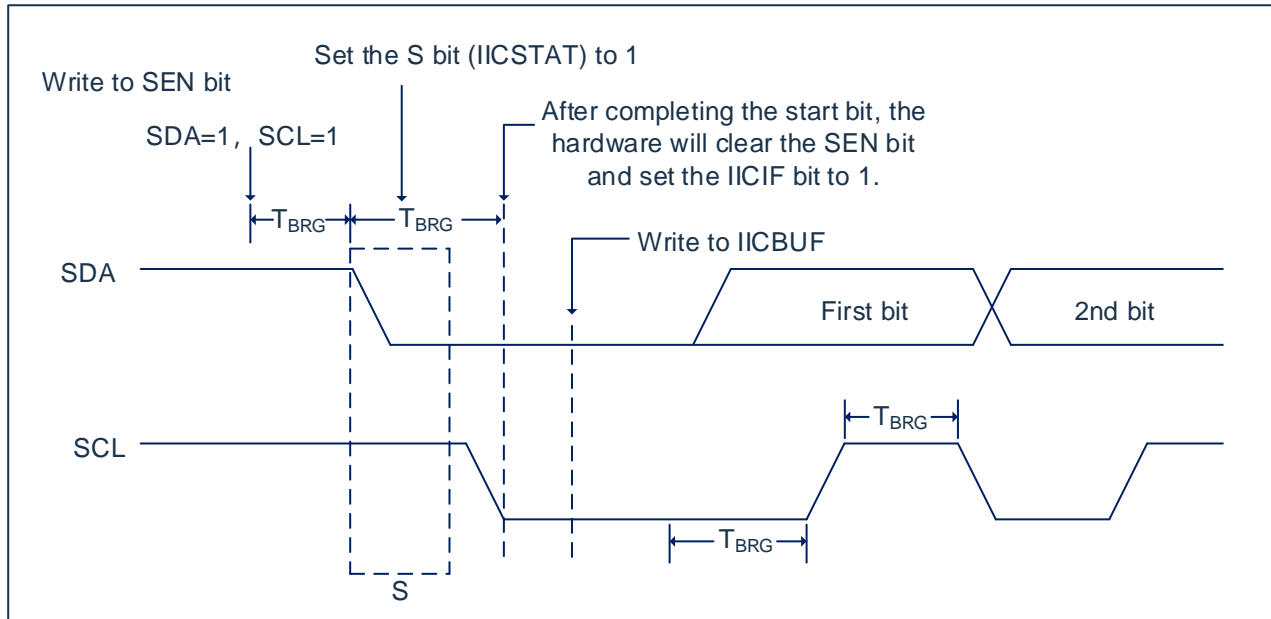 Set the S bit (IICSTAT) to 1
Write to SEN bit
SDA=1, SCL=1
After completing the start bit, the
hardware will clear the SEN bit
and set the IICIF bit to 1.
TBRG
TBRG
Write to IICBUF
SDA
First bit
2nd bit
TBRG
SCL
TBRG
S